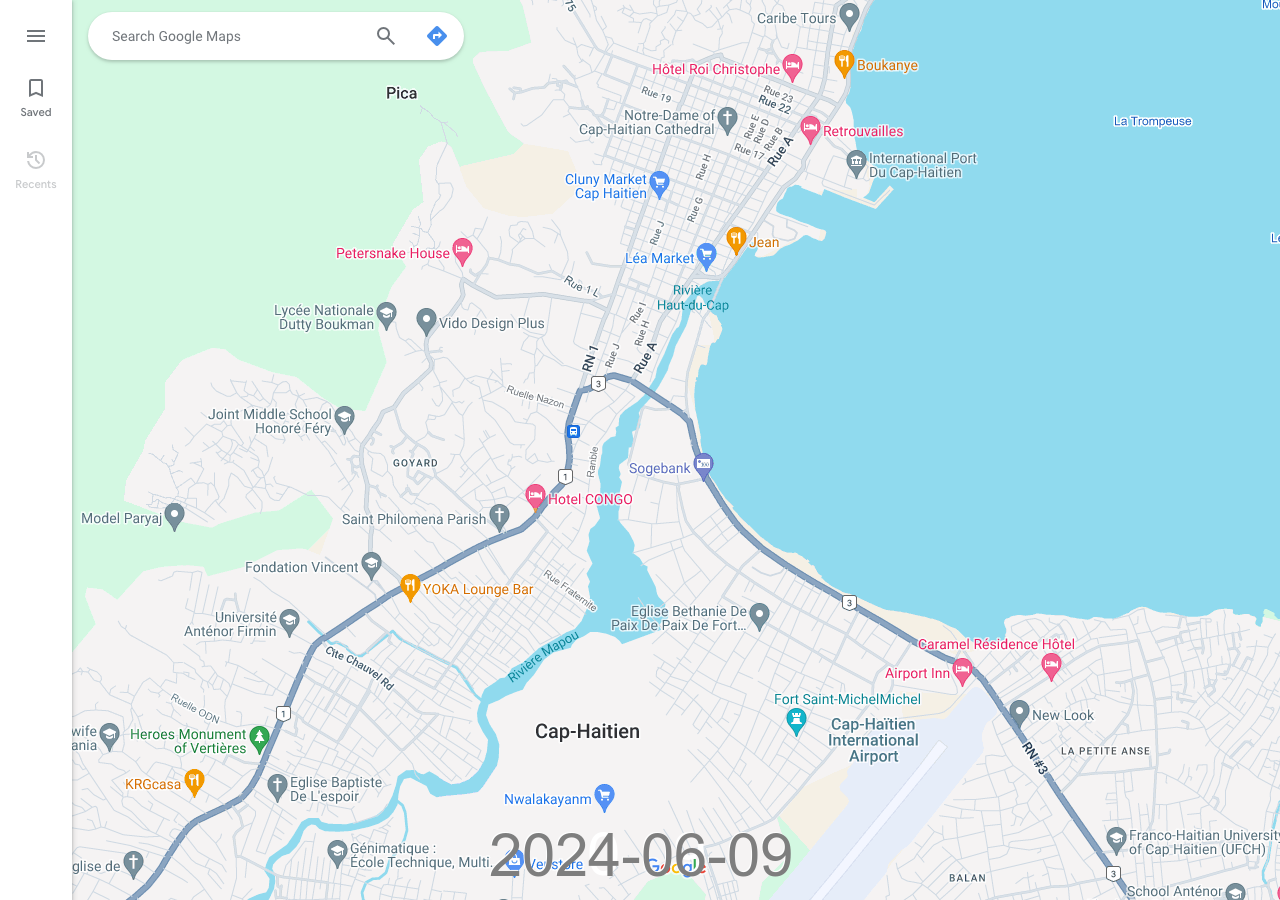 Search Google Maps
Saved
Recents
75
Caribe Tours
Mou
Hôtel Roi Christophe
Boukanye
Pica
Rue 19
Rue 23
Rue 22
Notre-Dame of
Cap-Haitian Cathedral
Rue E
Rue D
Rue B
Rue 17
Rue A
Retrouvailles
La Trompeuse
International Port
Du Cap-Haitien
Rue H
Cluny Market
Cap Haitien
Rue G
Rue J
Jean
Le
Petersnake House
Léa Market
Rue 1 L
Rivière
Haut-du-Cap
Lycée Nationale
Dutty Boukman
Vido Design Plus
Rue I
Rue H
Rue J
Rue A
RN 1
3
Ruelle Nazon
Joint Middle School
Honoré Féry
GOYARD
Ranble
Sogebank
1
Hotel CONGO
Model Paryaj
Saint Philomena Parish
Fondation Vincent
YOKA Lounge Bar
Rue Fraternite
3
Université
Anténor Firmin
Eglise Bethanie De
Paix De Paix De Fort...
Rivière Mapou
Caramel Résidence Hôtel
Airport Inn
Cite Chauvel Rd
Ruelle ODN
1
Fort Saint-MichelMichel
New Look
Cap-Haitien
Cap-Haïtien
International
Airport
wife
ania
Heroes Monument
of Vertières
LA PETITE ANSE
RN #3
KRGcasa
Eglise Baptiste
De L'espoir
Nwalakayanm
Franco-Haitian University
of Cap Haitien (UFCH)
Génimatique :
École Technique, Multi...
Verstore
Google
2024-06-09
glise de
3
BALAN
School Anténor